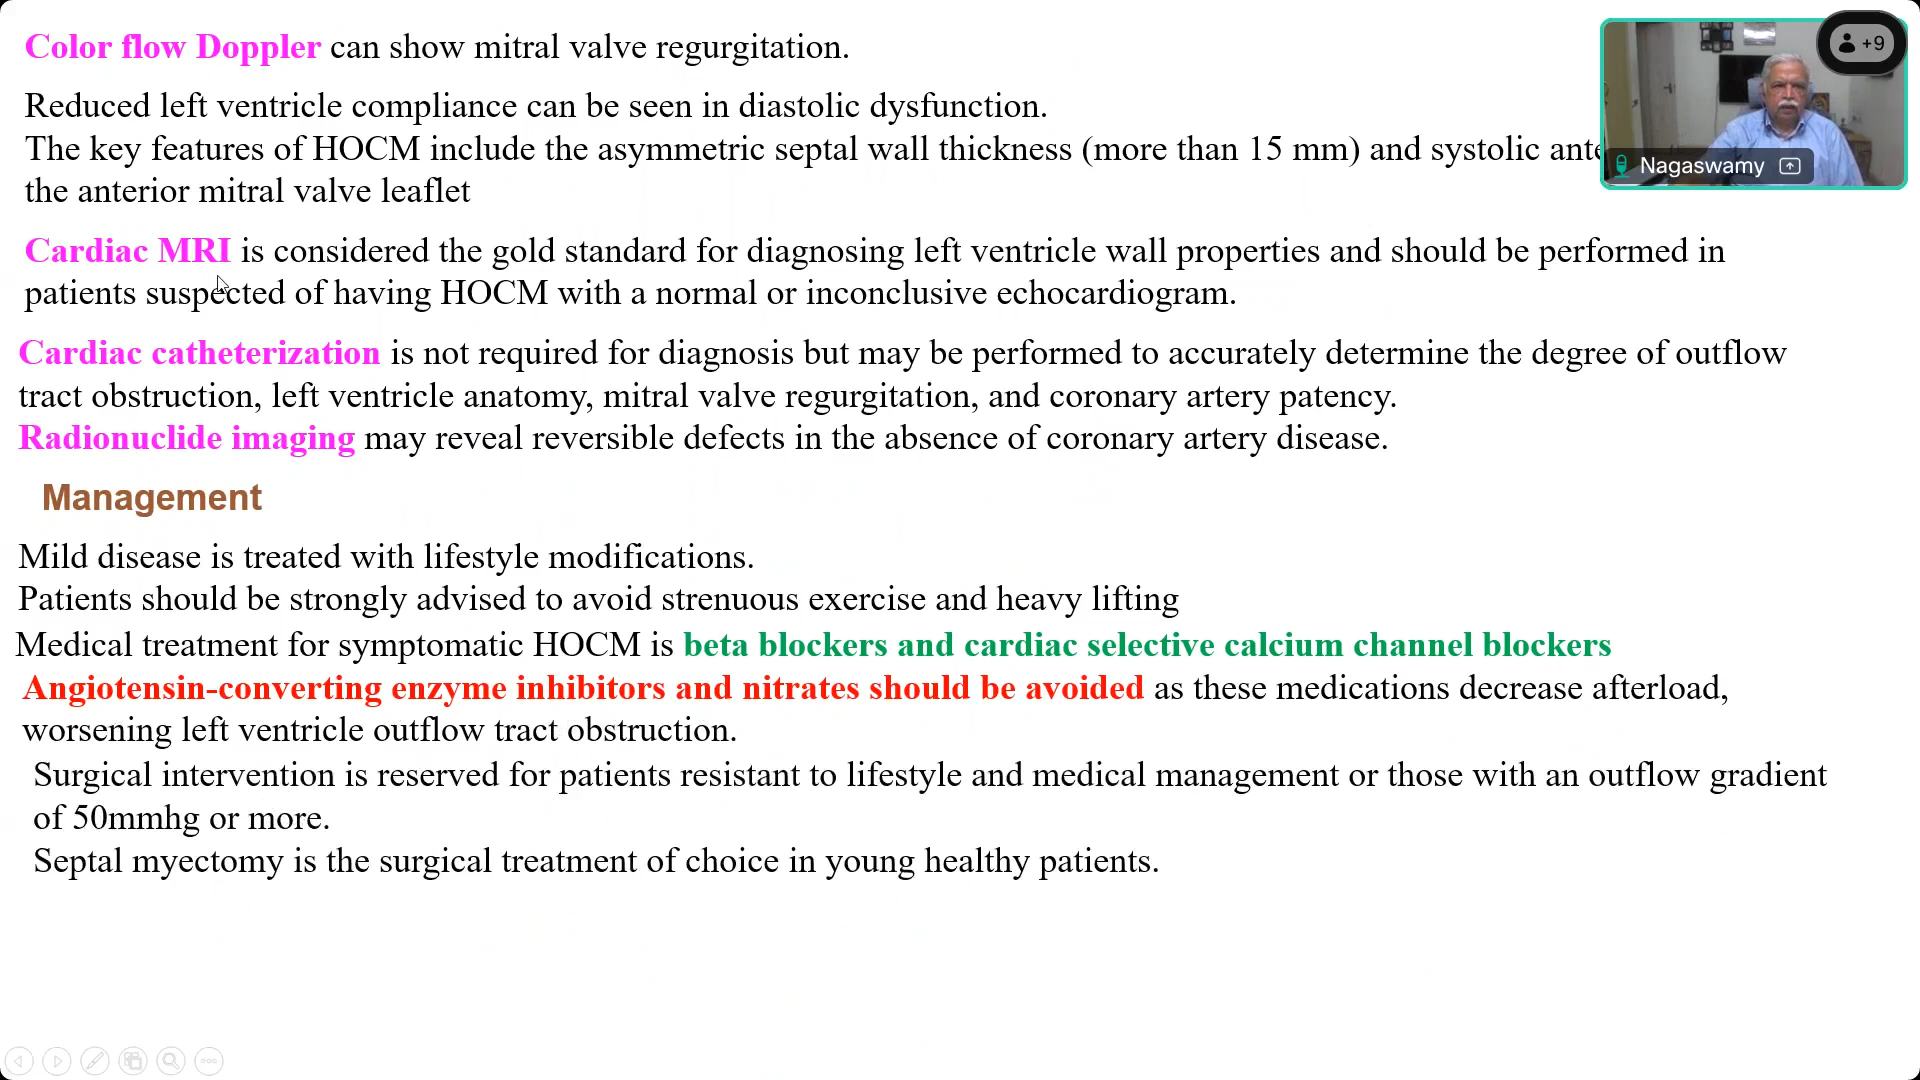 Color flow Doppler can show mitral valve regurgitation.
Reduced left ventricle compliance can be seen in diastolic dysfunction.
The key features of HOCM include the asymmetric septal wall thickness (more than 15 mm) and systolic
the anterior mitral valve leaflet
Cardiac MRI is considered the gold standard for diagnosing left ventricle wall properties and should be performed in
patients suspected of having HOCM with a normal or inconclusive echocardiogram.
Cardiac catheterization is not required for diagnosis but may be performed to accurately determine the degree of outflow
tract obstruction, left ventricle anatomy, mitral valve regurgitation, and coronary artery patency.
Radionuclide imaging may reveal reversible defects in the absence of coronary artery disease.
Management
Mild disease is treated with lifestyle modifications.
Patients should be strongly advised to avoid strenuous exercise and heavy lifting
Medical treatment for symptomatic HOCM is beta blockers and cardiac selective calcium channel blockers
Angiotensin-converting enzyme inhibitors and nitrates should be avoided as these medications decrease afterload,
worsening left ventricle outflow tract obstruction.
Surgical intervention is reserved for patients resistant to lifestyle and medical management or those with an outflow gradient
of 50mmhg or more.
Septal myectomy is the surgical treatment of choice in young healthy patients.
+9
Nagaswamy